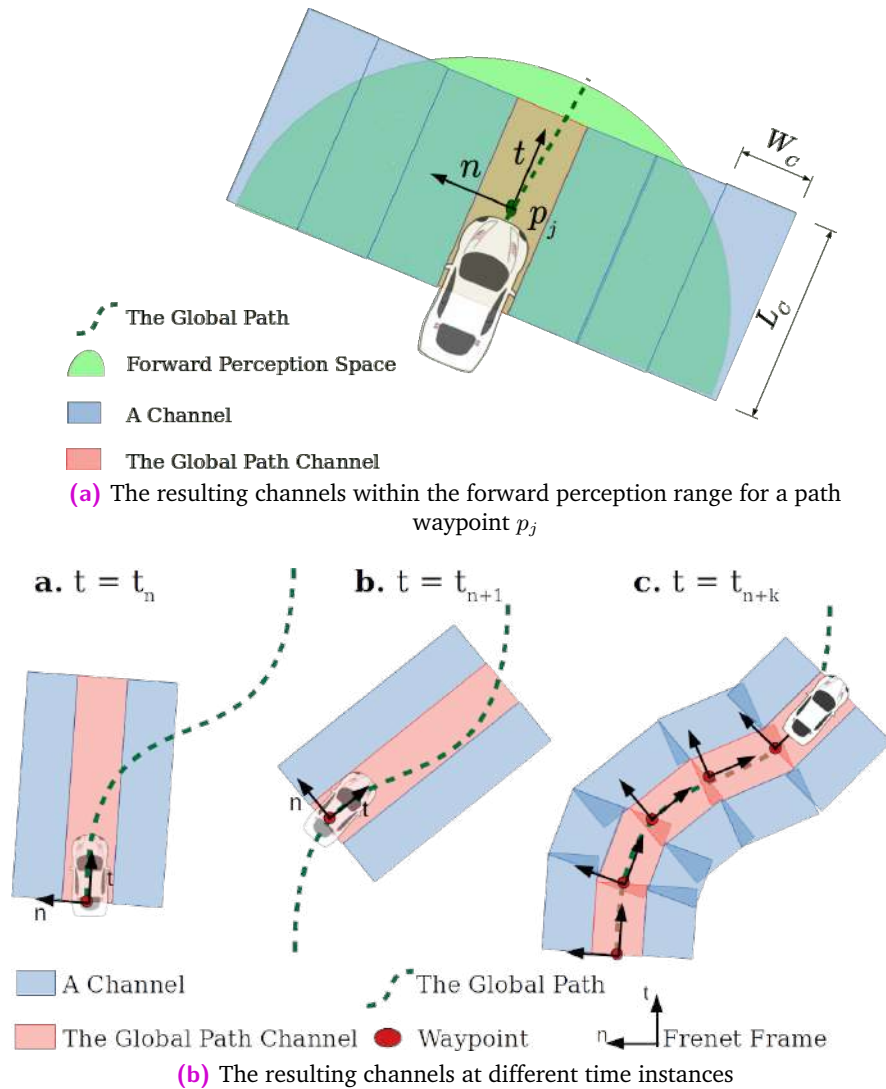 W_c
n
t
p_j
L_c
The Global Path
Forward Perception Space
A Channel
The Global Path Channel
(a) The resulting channels within the forward perception range for a path
waypoint p_j
a. t = t_n
b. t = t_{n+1}
c. t = t_{n+k}
n
t
n
t
A Channel
The Global Path
t
The Global Path Channel
Waypoint
n
Frenet Frame
(b) The resulting channels at different time instances